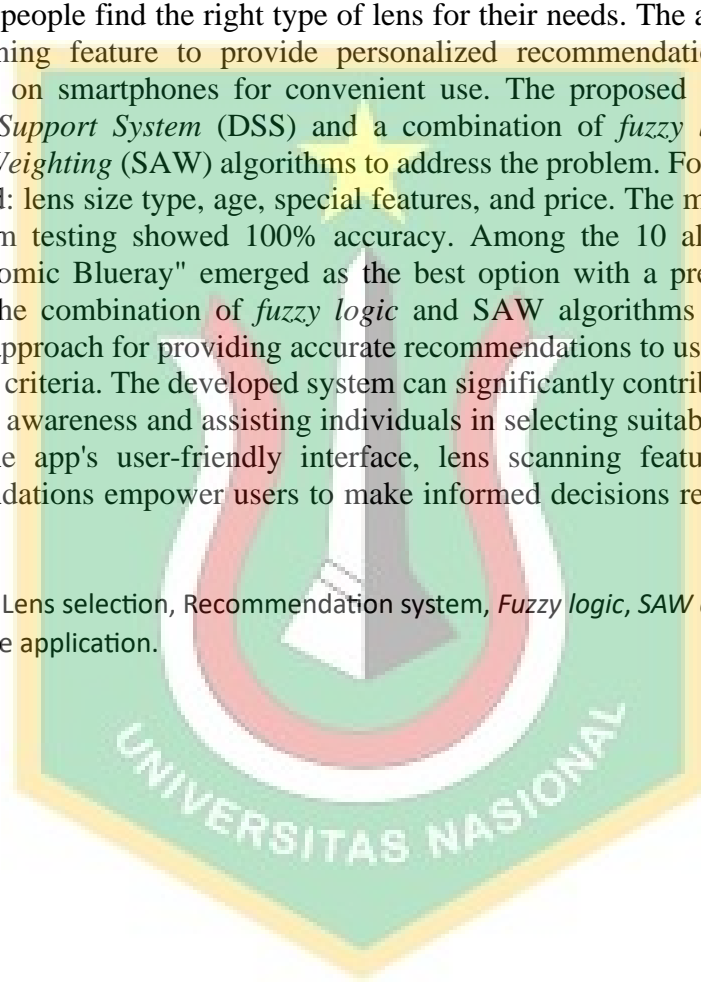 people find the right type of lens for their needs. The a
ning feature to provide personalized recommendatio
on smartphones for convenient use. The proposed
Support System (DSS) and a combination of fuzzy
Weighting (SAW) algorithms to address the problem. Fo
d: lens size type, age, special features, and price. The m
m testing showed 100% accuracy. Among the 10 al
omic Blueray" emerged as the best option with a pre
he combination of fuzzy logic and SAW algorithms
approach for providing accurate recommendations to us
criteria. The developed system can significantly contrib
awareness and assisting individuals in selecting suitab
e app's user-friendly interface, lens scanning featu
dations empower users to make informed decisions re
Lens selection, Recommendation system, Fuzzy logic, SAW
e application.
UNIVERSITAS NASIONAL